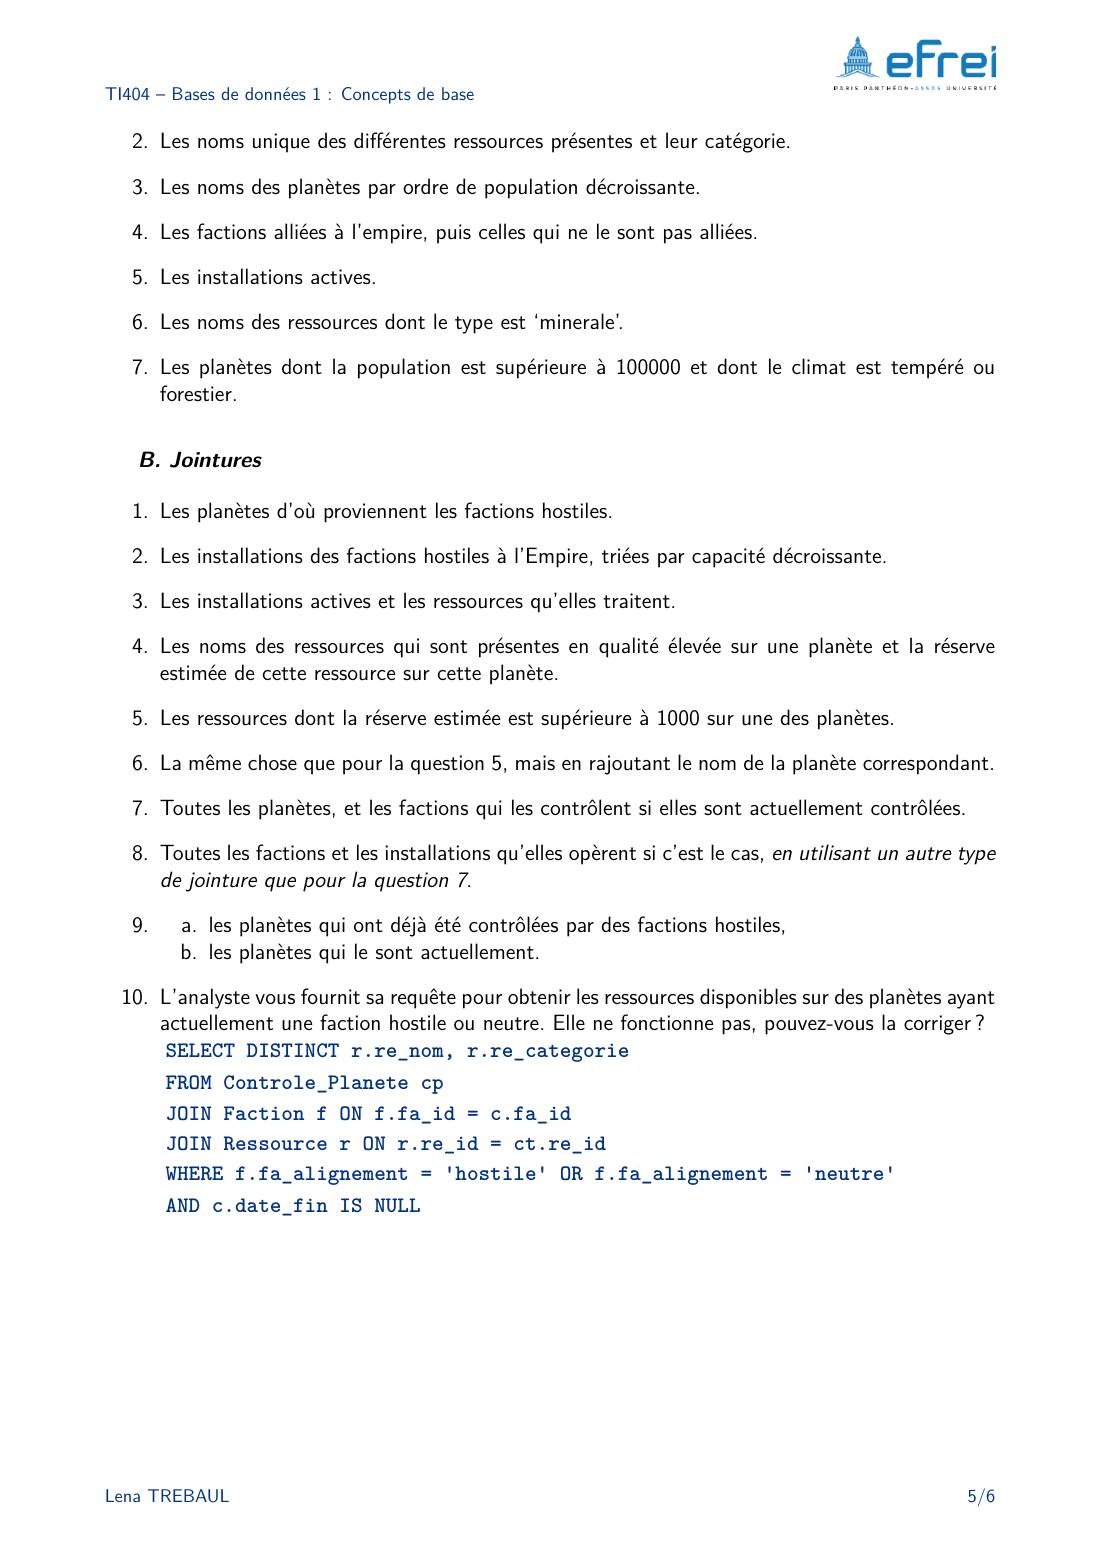 efrei
PARIS PANTHÉON-ASSAS UNIVERSITÉ
TI404 – Bases de données 1 : Concepts de base
2. Les noms unique des différentes ressources présentes et leur catégorie.
3. Les noms des planètes par ordre de population décroissante.
4. Les factions alliées à l'empire, puis celles qui ne le sont pas alliées.
5. Les installations actives.
6. Les noms des ressources dont le type est ‘minerale’.
7. Les planètes dont la population est supérieure à 100000 et dont le climat est tempéré ou
forestier.
B. Jointures
1. Les planètes d'où proviennent les factions hostiles.
2. Les installations des factions hostiles à l'Empire, triées par capacité décroissante.
3. Les installations actives et les ressources qu'elles traitent.
4. Les noms des ressources qui sont présentes en qualité élevée sur une planète et la réserve
estimée de cette ressource sur cette planète.
5. Les ressources dont la réserve estimée est supérieure à 1000 sur une des planètes.
6. La même chose que pour la question 5, mais en rajoutant le nom de la planète correspondant.
7. Toutes les planètes, et les factions qui les contrôlent si elles sont actuellement contrôlées.
8. Toutes les factions et les installations qu'elles opèrent si c'est le cas, en utilisant un autre type
de jointure que pour la question 7.
9. a. les planètes qui ont déjà été contrôlées par des factions hostiles,
b. les planètes qui le sont actuellement.
10. L'analyste vous fournit sa requête pour obtenir les ressources disponibles sur des planètes ayant
actuellement une faction hostile ou neutre. Elle ne fonctionne pas, pouvez-vous la corriger ?
SELECT DISTINCT r.re_nom, r.re_categorie
FROM Controle_Planete cp
JOIN Faction f ON f.fa_id = c.fa_id
JOIN Ressource r ON r.re_id = ct.re_id
WHERE f.fa_alignement = 'hostile' OR f.fa_alignement = 'neutre'
AND c.date_fin IS NULL
Lena TREBAUL
5/6